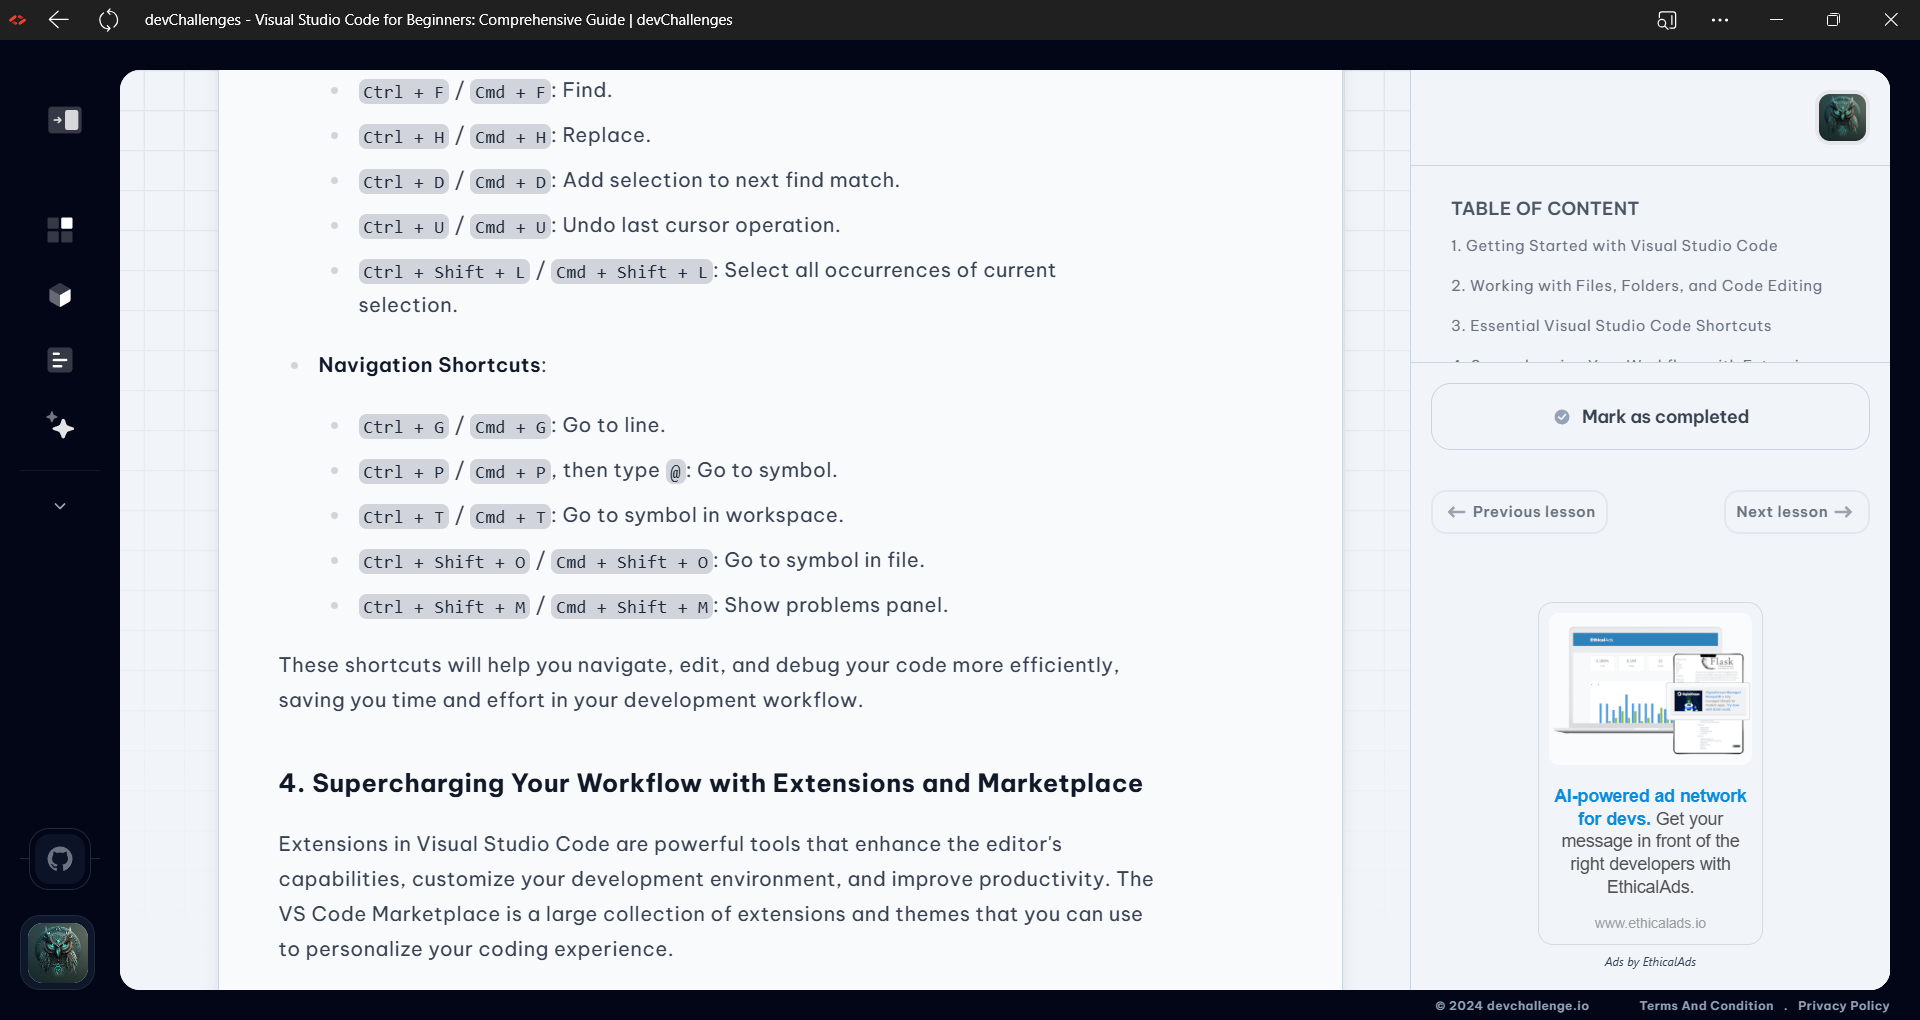 devChallenges - Visual Studio Code for Beginners: Comprehensive Guide | devChallenges
Ctrl + F / Cmd + F: Find.
Ctrl + H / Cmd + H: Replace.
Ctrl + D / Cmd + D: Add selection to next find match.
Ctrl + U / Cmd + U: Undo last cursor operation.
Ctrl + Shift + L / Cmd + Shift + L: Select all occurrences of current
selection.
Navigation Shortcuts:
Ctrl + G / Cmd + G: Go to line.
Ctrl + P / Cmd + P, then type @: Go to symbol.
Ctrl + T / Cmd + T: Go to symbol in workspace.
Ctrl + Shift + O / Cmd + Shift + O: Go to symbol in file.
Ctrl + Shift + M / Cmd + Shift + M: Show problems panel.
These shortcuts will help you navigate, edit, and debug your code more efficiently,
saving you time and effort in your development workflow.
4. Supercharging Your Workflow with Extensions and Marketplace
Extensions in Visual Studio Code are powerful tools that enhance the editor's
capabilities, customize your development environment, and improve productivity. The
VS Code Marketplace is a large collection of extensions and themes that you can use
to personalize your coding experience.
TABLE OF CONTENT
1. Getting Started with Visual Studio Code
2. Working with Files, Folders, and Code Editing
3. Essential Visual Studio Code Shortcuts
Mark as completed
← Previous lesson
Next lesson →
EthicalAds
Flask
AI-powered ad network
for devs. Get your
message in front of the
right developers with
EthicalAds.
www.ethicalads.io
Ads by EthicalAds
© 2024 devchallenge.io
Terms And Condition . Privacy Policy